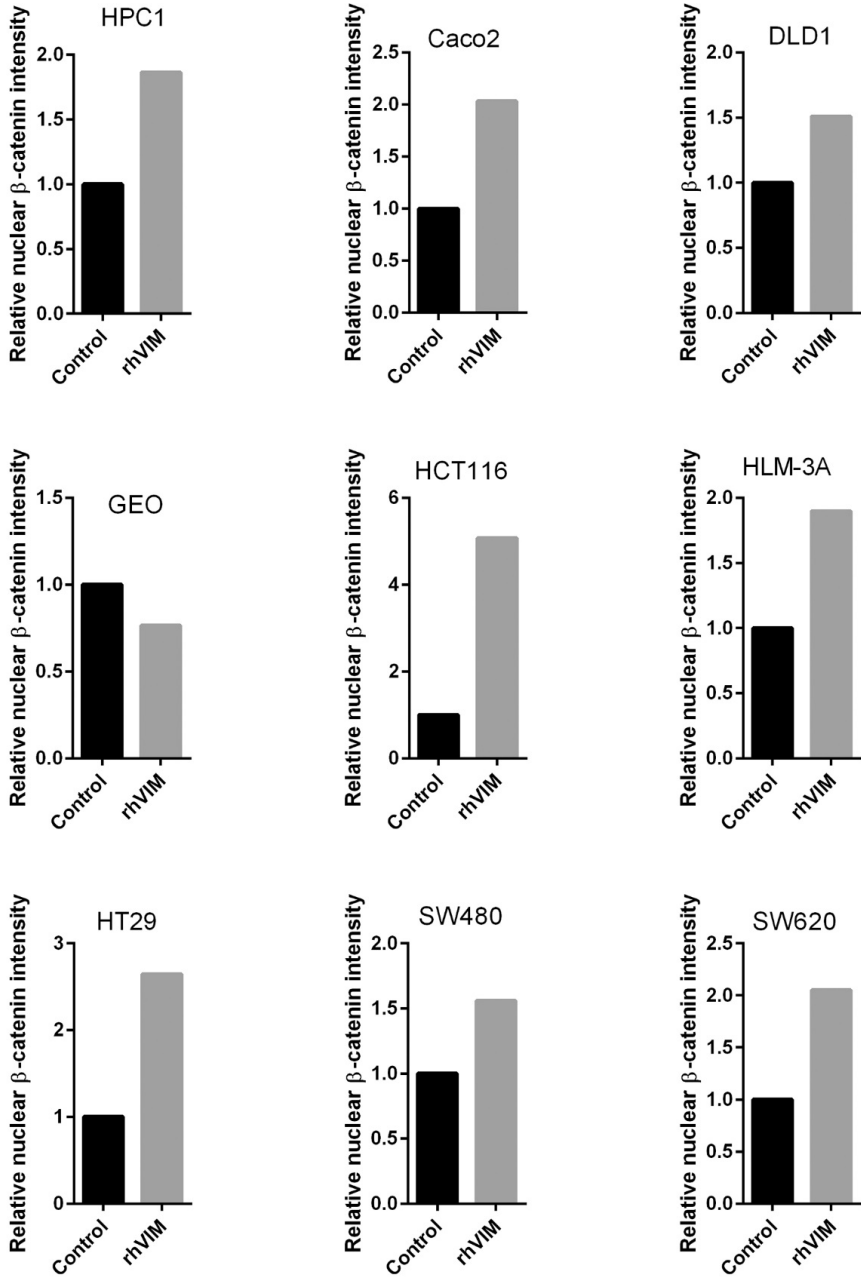 HPC1
Relative nuclear β-catenin intensity
2.0
1.5
1.0
0.5
0.0
Control
rhVIM
Caco2
Relative nuclear β-catenin intensity
2.5
2.0
1.5
1.0
0.5
0.0
Control
rhVIM
DLD1
Relative nuclear β-catenin intensity
2.0
1.5
1.0
0.5
0.0
Control
rhVIM
GEO
Relative nuclear β-catenin intensity
1.5
1.0
0.5
0.0
Control
rhVIM
HCT116
Relative nuclear β-catenin intensity
6
4
2
0
Control
rhVIM
HLM-3A
Relative nuclear β-catenin intensity
2.0
1.5
1.0
0.5
0.0
Control
rhVIM
HT29
Relative nuclear β-catenin intensity
3
2
1
0
Control
rhVIM
SW480
Relative nuclear β-catenin intensity
2.0
1.5
1.0
0.5
0.0
Control
rhVIM
SW620
Relative nuclear β-catenin intensity
2.5
2.0
1.5
1.0
0.5
0.0
Control
rhVIM